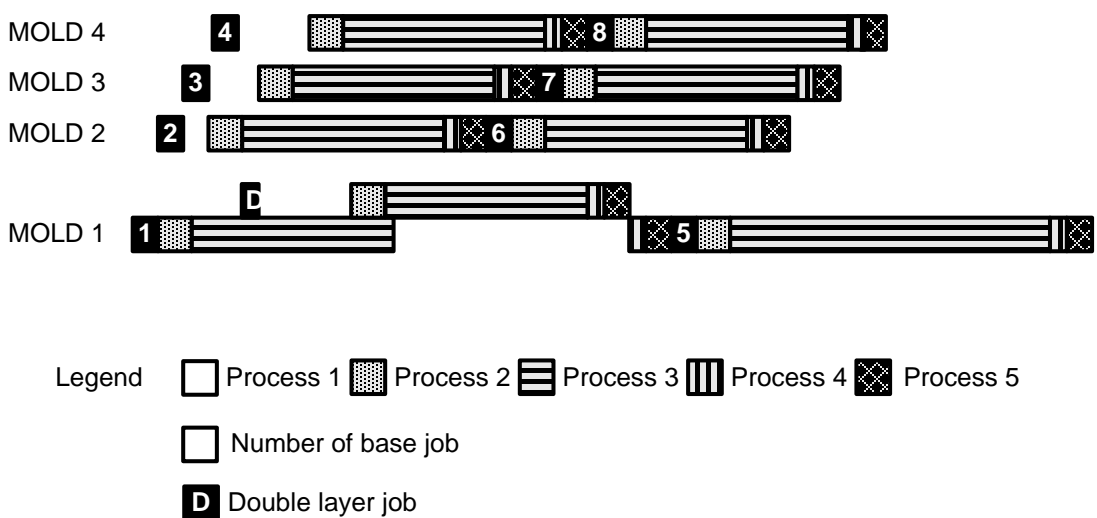 MOLD 4 4 8
MOLD 3 3 7
MOLD 2 2 6
D
MOLD 1 1 5
Legend Process 1 Process 2 Process 3 Process 4 Process 5
Number of base job
D Double layer job